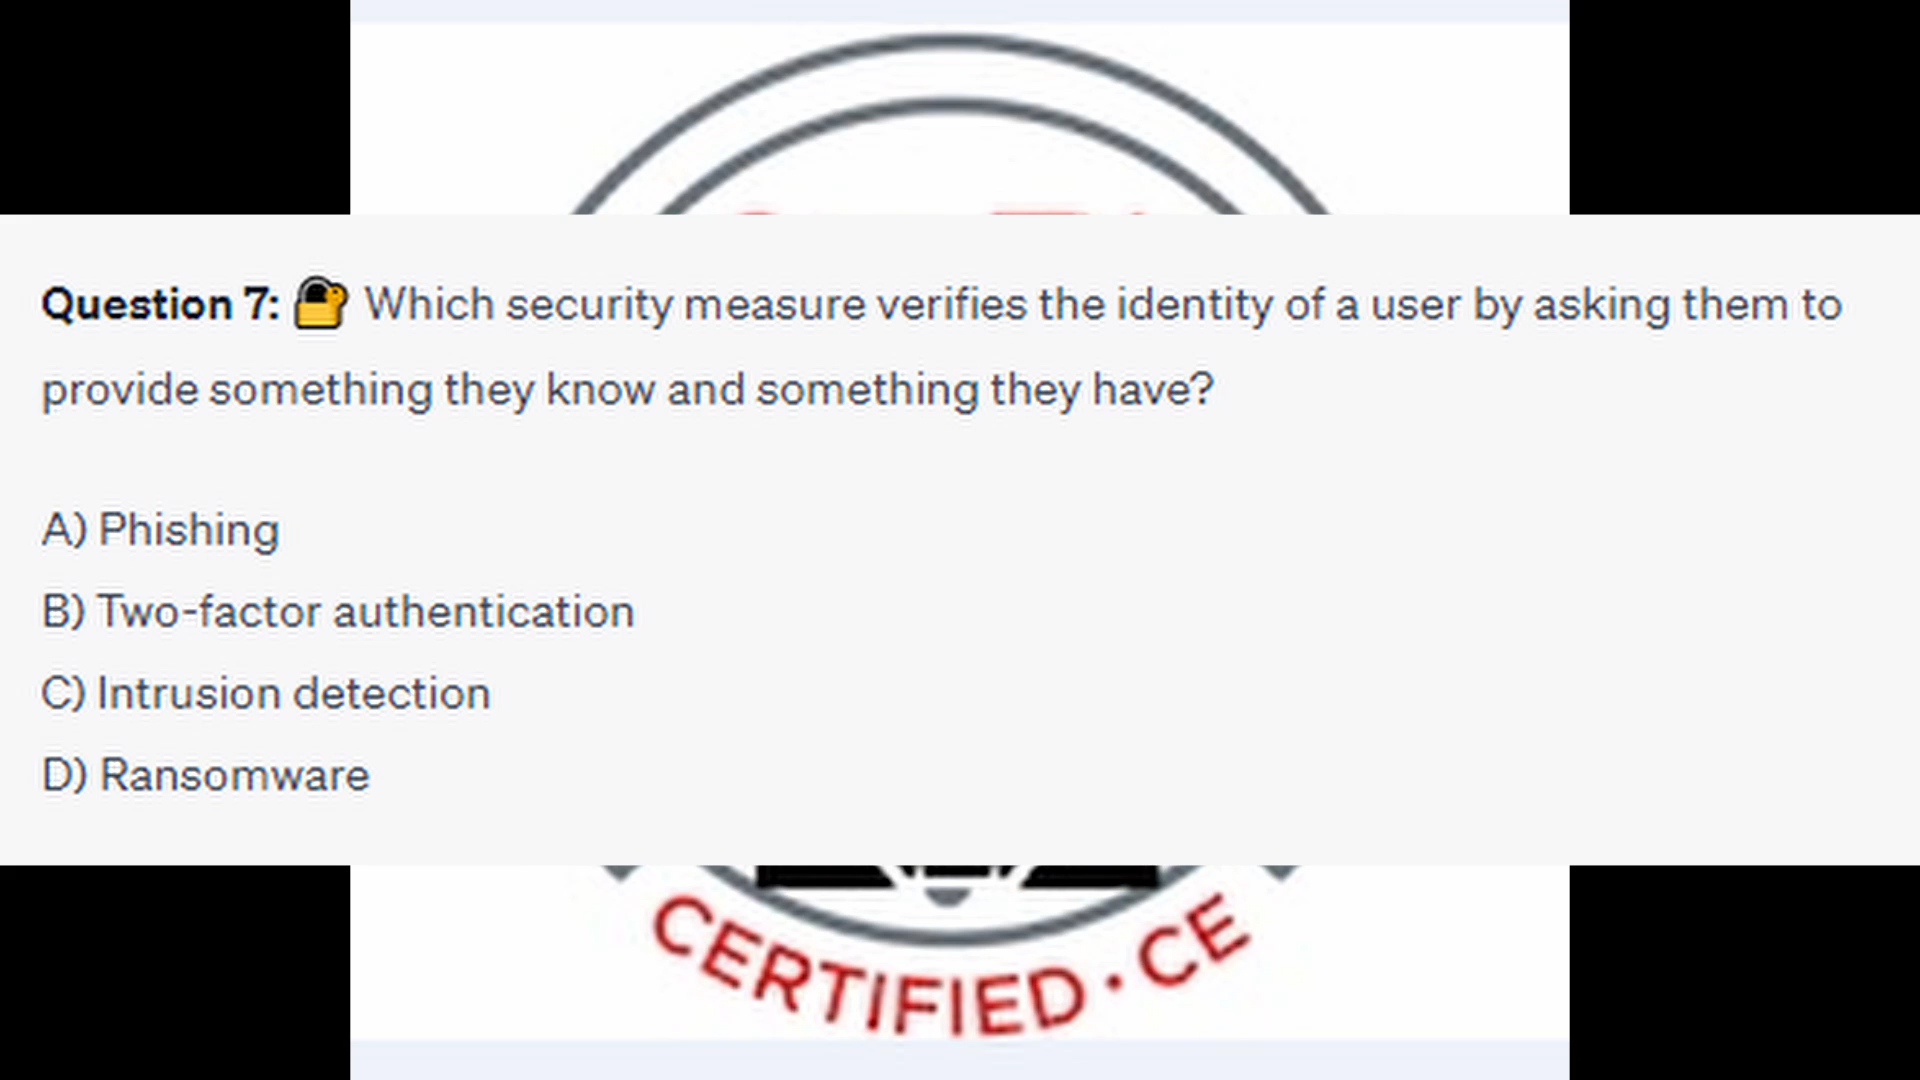 Question 7: 🔐 Which security measure verifies the identity of a user by asking them to
provide something they know and something they have?
A) Phishing
B) Two-factor authentication
C) Intrusion detection
D) Ransomware
CERTIFIED · CE